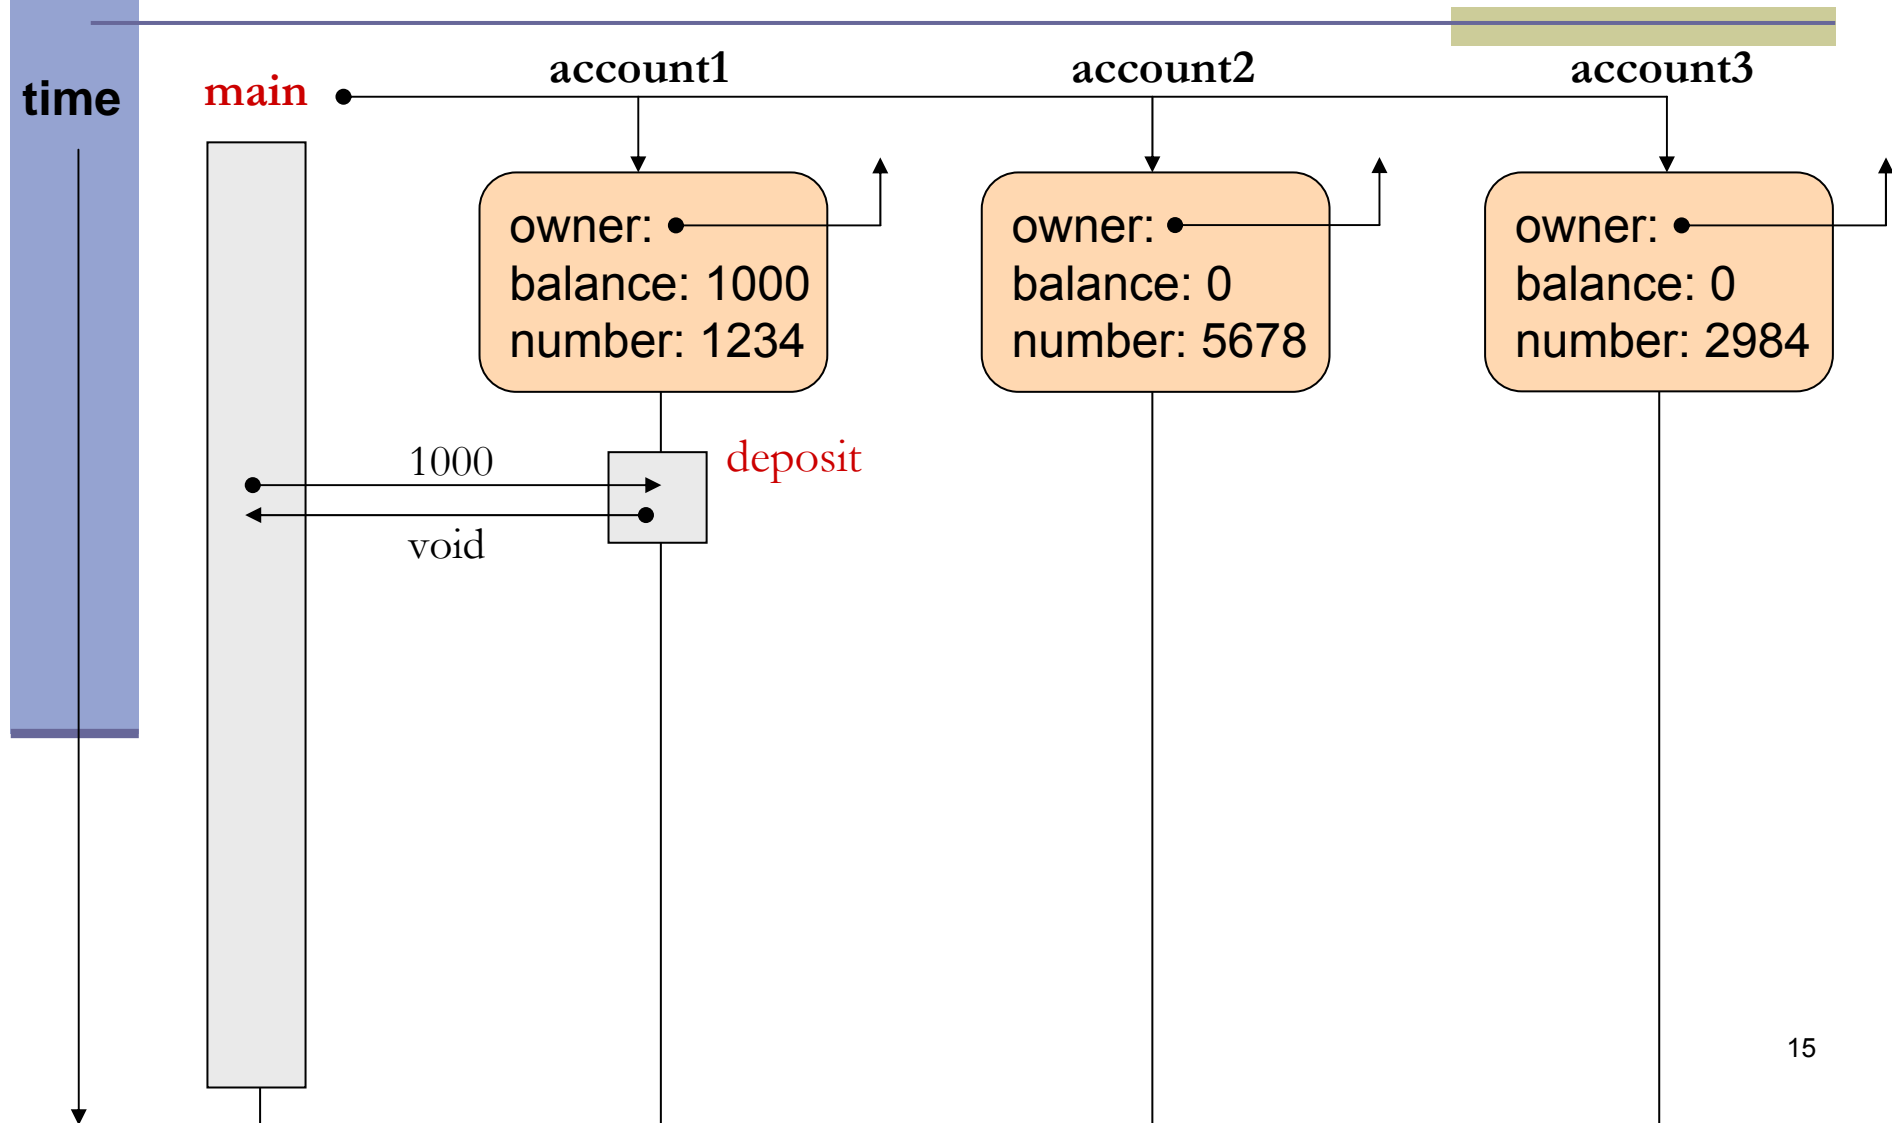 time
main
account1
account2
account3
owner:
balance: 1000
number: 1234
owner:
balance: 0
number: 5678
owner:
balance: 0
number: 2984
1000
deposit
void
15